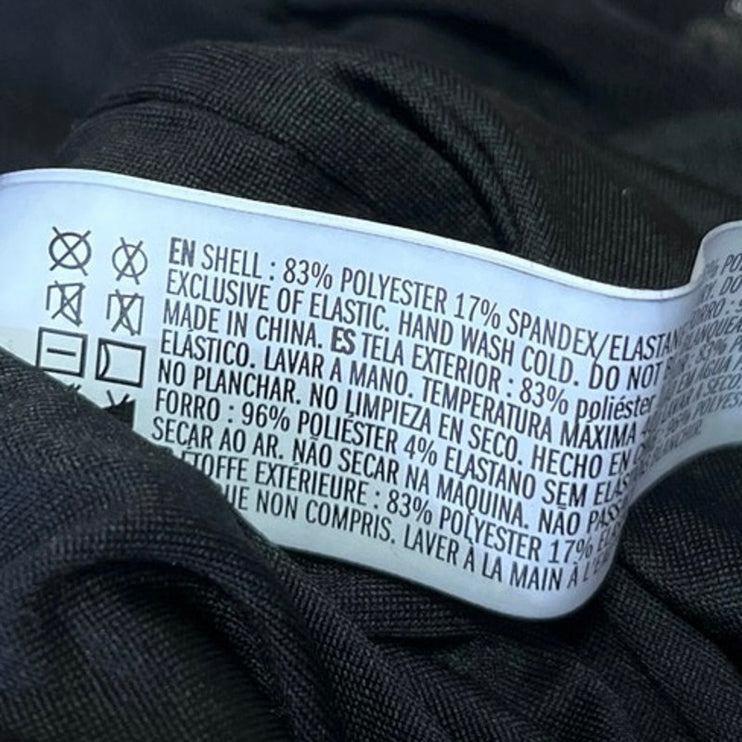 EN SHELL : 83% POLYESTER 17% SPANDEX/ELASTAN
EXCLUSIVE OF ELASTIC. HAND WASH COLD. DO NOT
MADE IN CHINA. ES TELA EXTERIOR : 83% poliéster
ELÁSTICO. LAVAR A MANO. TEMPERATURA MÁXIMA
NO PLANCHAR. NO LIMPIEZA EN SECO. HECHO EN
FORRO : 96% POLIÉSTER 4% ELASTANO SEM
SECAR AO AR. NÃO SECAR NA MÁQUINA. NÃO
ÉTOFFE EXTÉRIEURE : 83% POLYESTER 17%
NON COMPRIS. LAVER À LA MAIN À